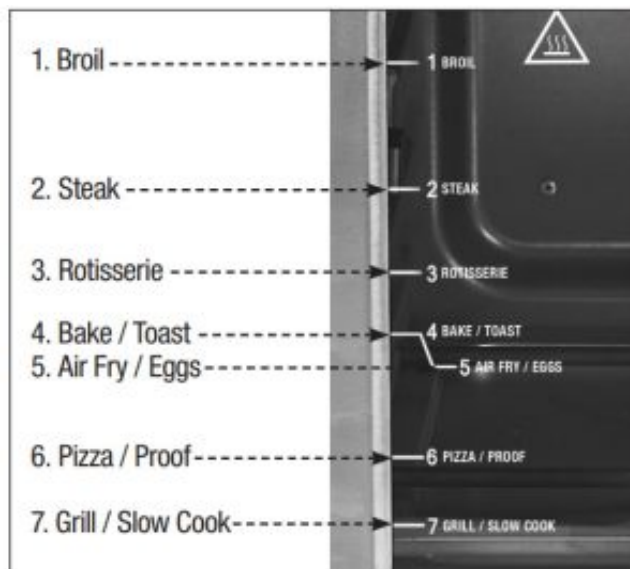 1. Broil
1 BROIL
2. Steak
2 STEAK
3. Rotisserie
3 ROTISSERIE
4. Bake / Toast
4 BAKE / TOAST
5. Air Fry / Eggs
5 AIR FRY / EGGS
6. Pizza / Proof
6 PIZZA / PROOF
7. Grill / Slow Cook
7 GRILL / SLOW COOK